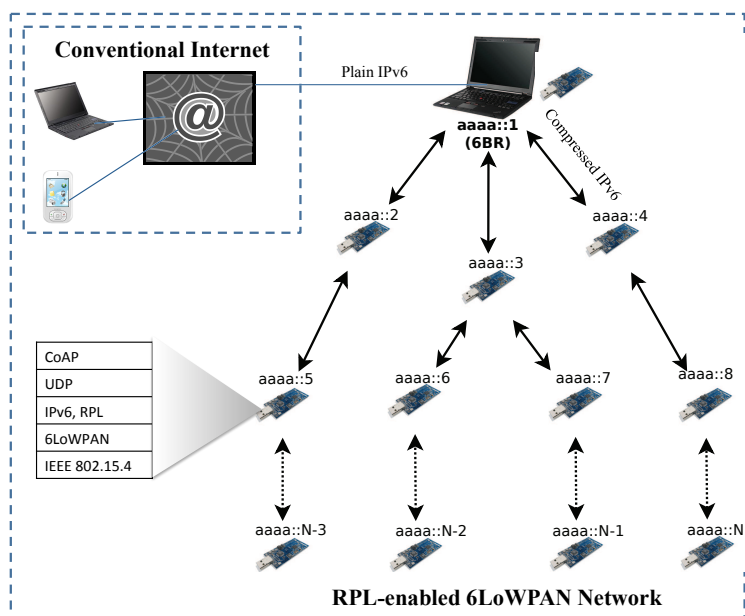 Conventional Internet
@
Plain IPv6
aaaa::1
(6BR)
Compressed IPv6
aaaa::2
aaaa::4
aaaa::3
CoAP
UDP
IPv6, RPL
6LoWPAN
IEEE 802.15.4
aaaa::5
aaaa::6
aaaa::7
aaaa::8
aaaa::N-3
aaaa::N-2
aaaa::N-1
aaaa::N
RPL-enabled 6LoWPAN Network